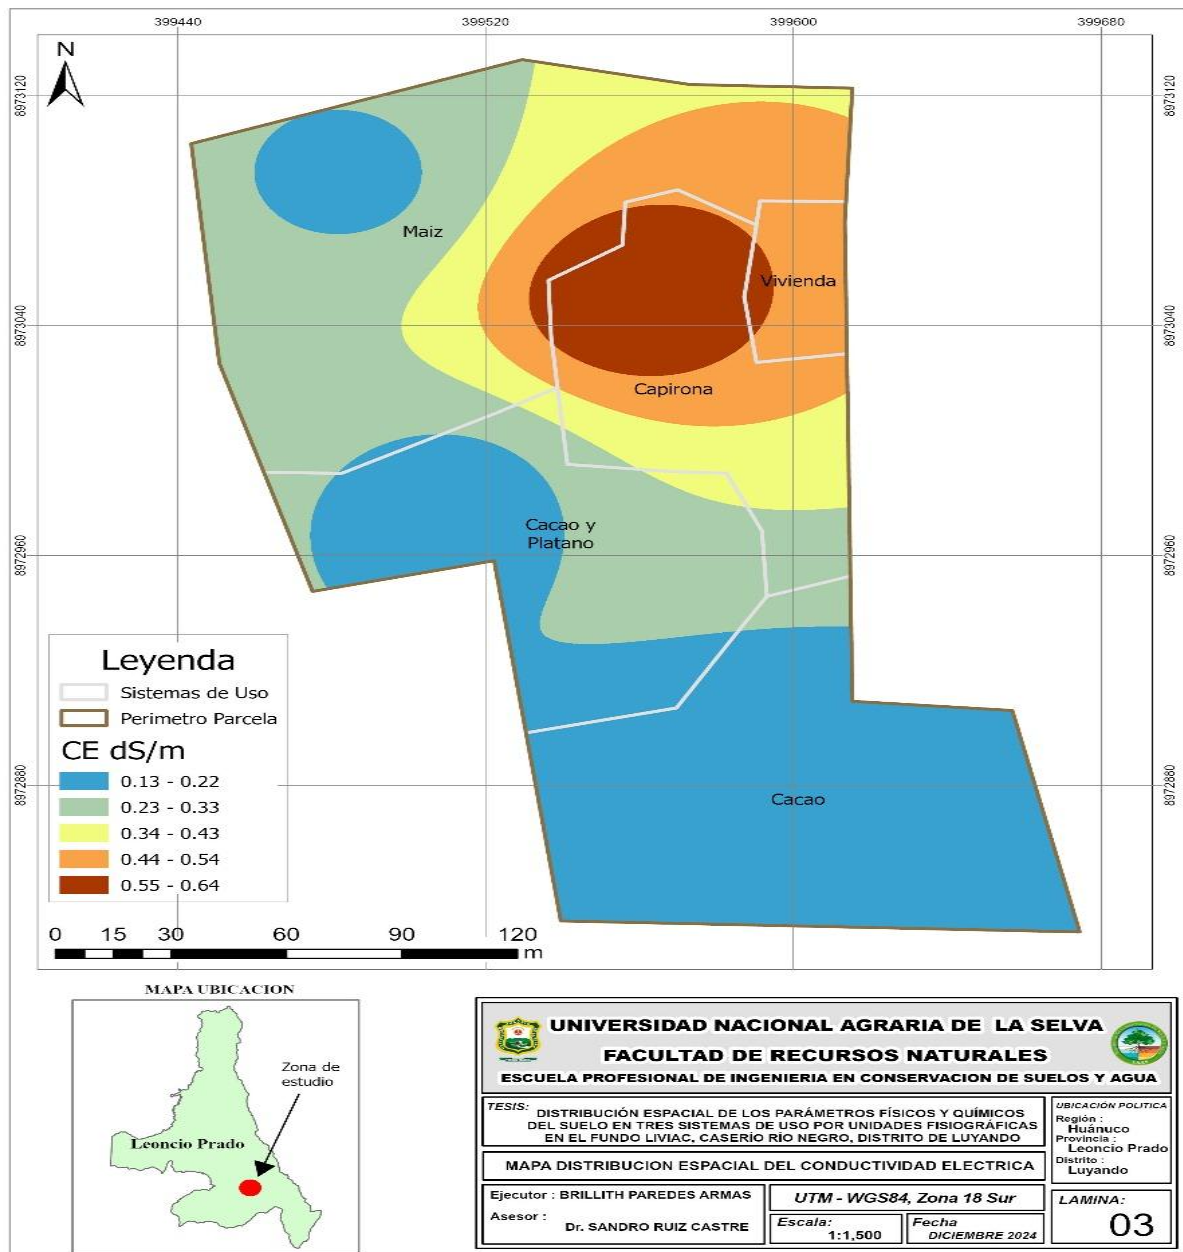 399440
399520
399600
399680
N
8973120
8973120
Maiz
Vivienda
8973040
8973040
Capirona
Cacao y
Platano
8972960
8972960
Leyenda
Sistemas de Uso
Perimetro Parcela
CE dS/m
0.13 - 0.22
0.23 - 0.33
0.34 - 0.43
0.44 - 0.54
0.55 - 0.64
8972880
8972880
Cacao
0 15 30 60 90 120
m
MAPA UBICACION
Zona de
estudio
Leoncio Prado
UNIVERSIDAD NACIONAL AGRARIA DE LA SELVA
FACULTAD DE RECURSOS NATURALES
ESCUELA PROFESIONAL DE INGENIERIA EN CONSERVACION DE SUELOS Y AGUA
TESIS: DISTRIBUCIÓN ESPACIAL DE LOS PARÁMETROS FÍSICOS Y QUÍMICOS
DEL SUELO EN TRES SISTEMAS DE USO POR UNIDADES FISIOGRÁFICAS
EN EL FUNDO LIVIAC, CASERÍO RÍO NEGRO, DISTRITO DE LUYANDO
UBICACIÓN POLITICA
Región :
Huánuco
Provincia :
Leoncio Prado
Distrito :
Luyando
MAPA DISTRIBUCION ESPACIAL DEL CONDUCTIVIDAD ELECTRICA
Ejecutor : BRILLITH PAREDES ARMAS
Asesor :
Dr. SANDRO RUIZ CASTRE
UTM - WGS84, Zona 18 Sur
Escala:
1:1,500
Fecha
DICIEMBRE 2024
LAMINA:
03